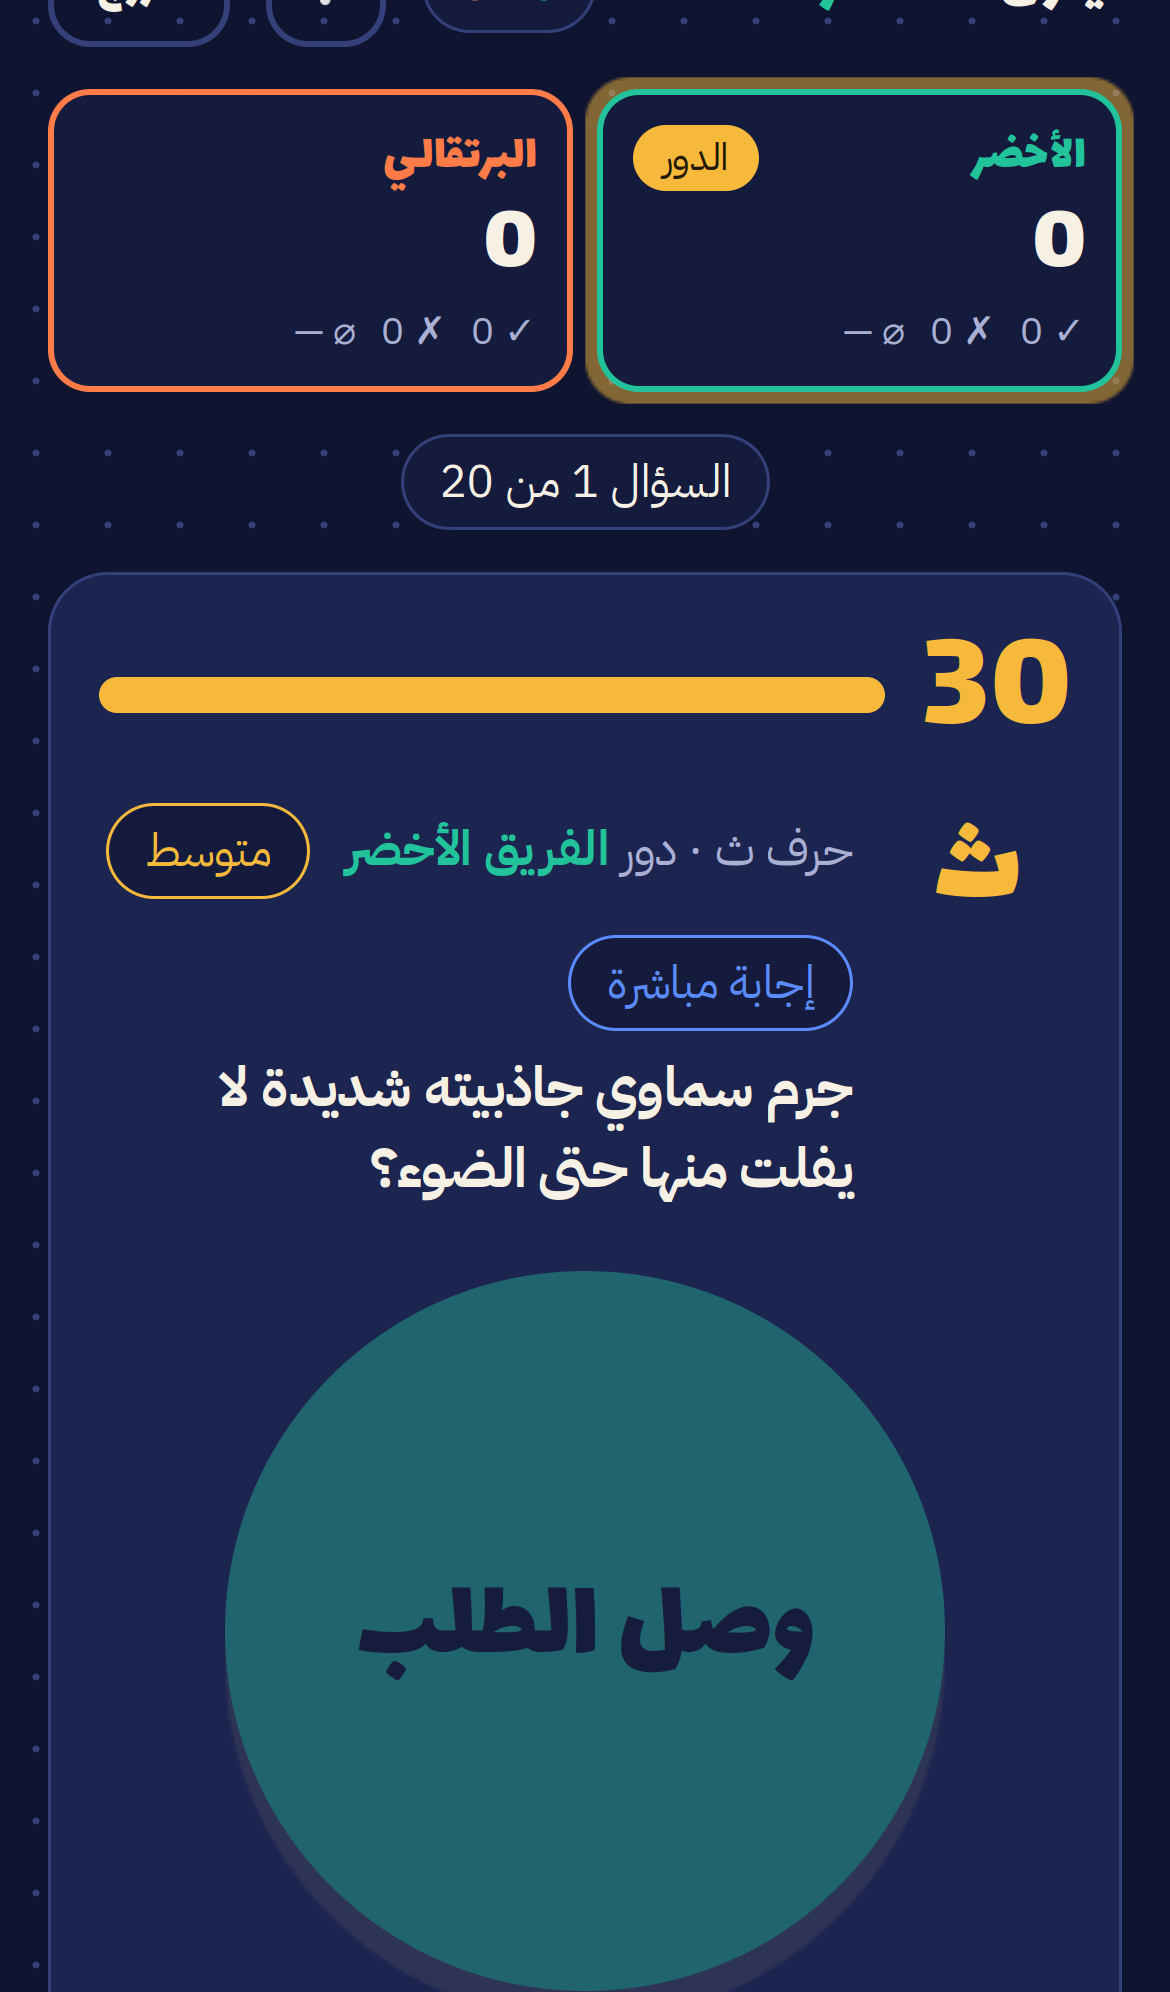 الأخضر الدور
0
✓ 0 ✗ 0 ⌀ —
البرتقالي
0
✓ 0 ✗ 0 ⌀ —
السؤال 1 من 20
30
ث
حرف ث · دور الفريق الأخضر متوسط
إجابة مباشرة
جرم سماوي جاذبيته شديدة لا
يفلت منها حتى الضوء؟
وصل الطلب